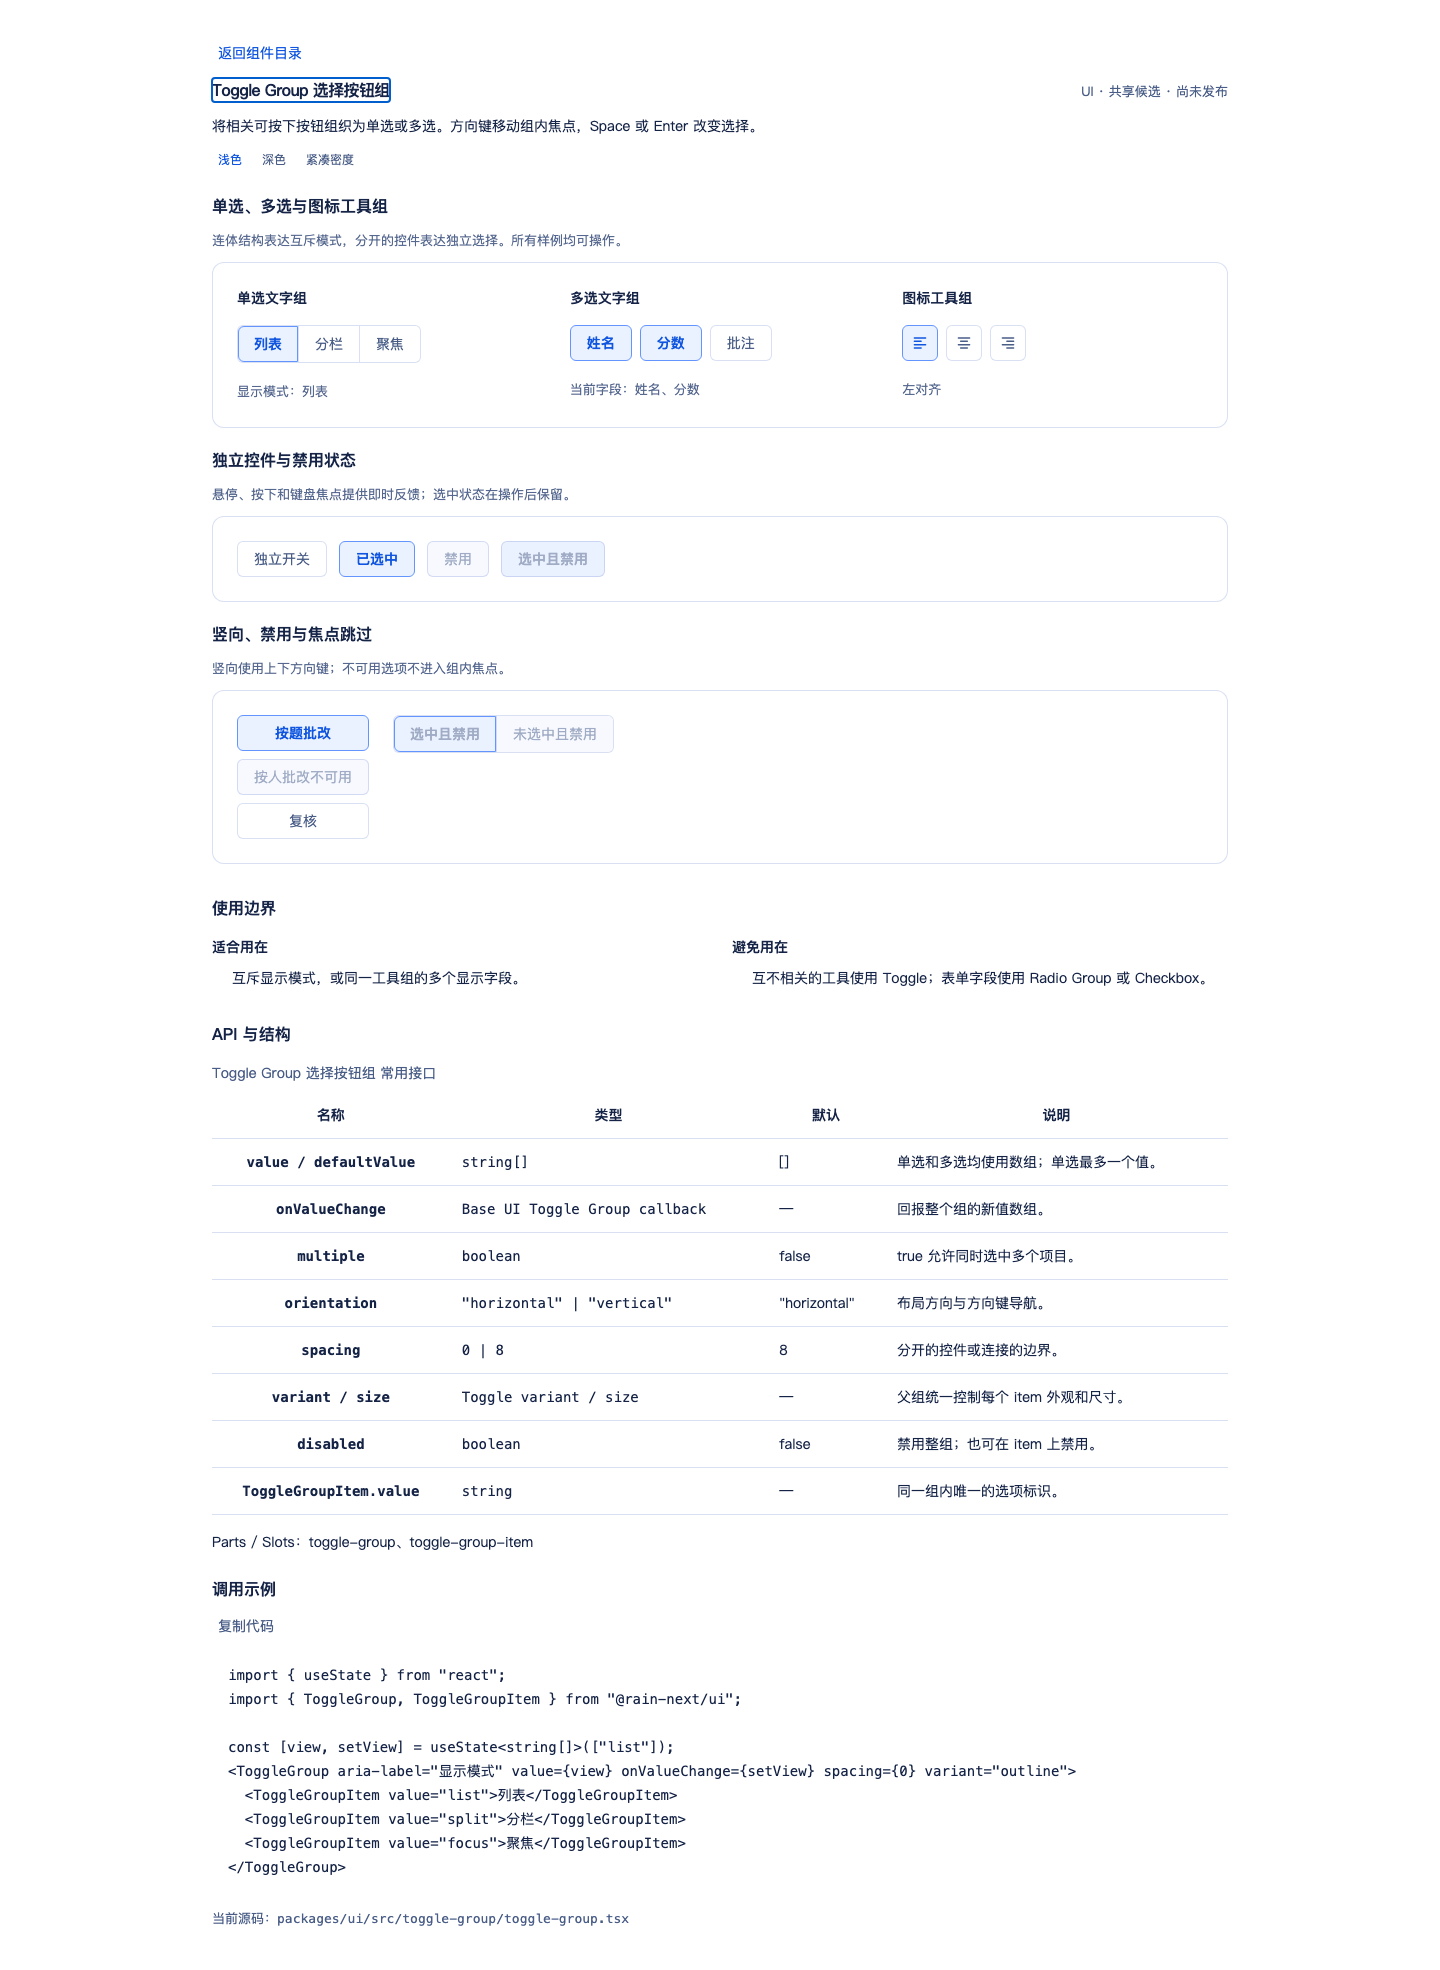 返回组件目录
Toggle Group 选择按钮组
UI · 共享候选 · 尚未发布
将相关可按下按钮组织为单选或多选。方向键移动组内焦点，Space 或 Enter 改变选择。
浅色 深色 紧凑密度
单选、多选与图标工具组
连体结构表达互斥模式，分开的控件表达独立选择。所有样例均可操作。
单选文字组
列表 分栏 聚焦
显示模式：列表
多选文字组
姓名 分数 批注
当前字段：姓名、分数
图标工具组
左对齐
独立控件与禁用状态
悬停、按下和键盘焦点提供即时反馈；选中状态在操作后保留。
独立开关 已选中 禁用 选中且禁用
竖向、禁用与焦点跳过
竖向使用上下方向键；不可用选项不进入组内焦点。
按题批改
按人批改不可用
复核
选中且禁用 未选中且禁用
使用边界
适合用在
互斥显示模式，或同一工具组的多个显示字段。
避免用在
互不相关的工具使用 Toggle；表单字段使用 Radio Group 或 Checkbox。
API 与结构
Toggle Group 选择按钮组 常用接口
名称 类型 默认 说明
value / defaultValue string[] [] 单选和多选均使用数组；单选最多一个值。
onValueChange Base UI Toggle Group callback — 回报整个组的新值数组。
multiple boolean false true 允许同时选中多个项目。
orientation "horizontal" | "vertical" "horizontal" 布局方向与方向键导航。
spacing 0 | 8 8 分开的控件或连接的边界。
variant / size Toggle variant / size — 父组统一控制每个 item 外观和尺寸。
disabled boolean false 禁用整组；也可在 item 上禁用。
ToggleGroupItem.value string — 同一组内唯一的选项标识。
Parts / Slots：toggle-group、toggle-group-item
调用示例
复制代码
import { useState } from "react";
import { ToggleGroup, ToggleGroupItem } from "@rain-next/ui";
const [view, setView] = useState<string[]>(["list"]);
<ToggleGroup aria-label="显示模式" value={view} onValueChange={setView} spacing={0} variant="outline">
  <ToggleGroupItem value="list">列表</ToggleGroupItem>
  <ToggleGroupItem value="split">分栏</ToggleGroupItem>
  <ToggleGroupItem value="focus">聚焦</ToggleGroupItem>
</ToggleGroup>
当前源码：packages/ui/src/toggle-group/toggle-group.tsx